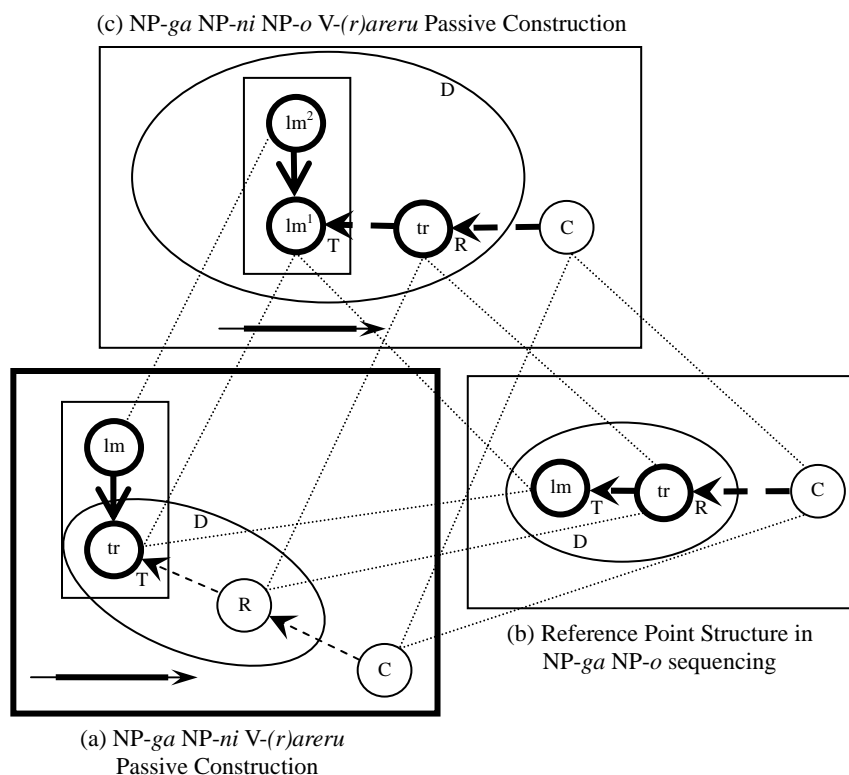 (c) NP-ga NP-ni NP-o V-(r)areru Passive Construction
D
lm²
lm¹
T
tr
R
C
lm
D
tr
T
R
C
lm
T
tr
R
C
D
(b) Reference Point Structure in
NP-ga NP-o sequencing
(a) NP-ga NP-ni V-(r)areru
Passive Construction